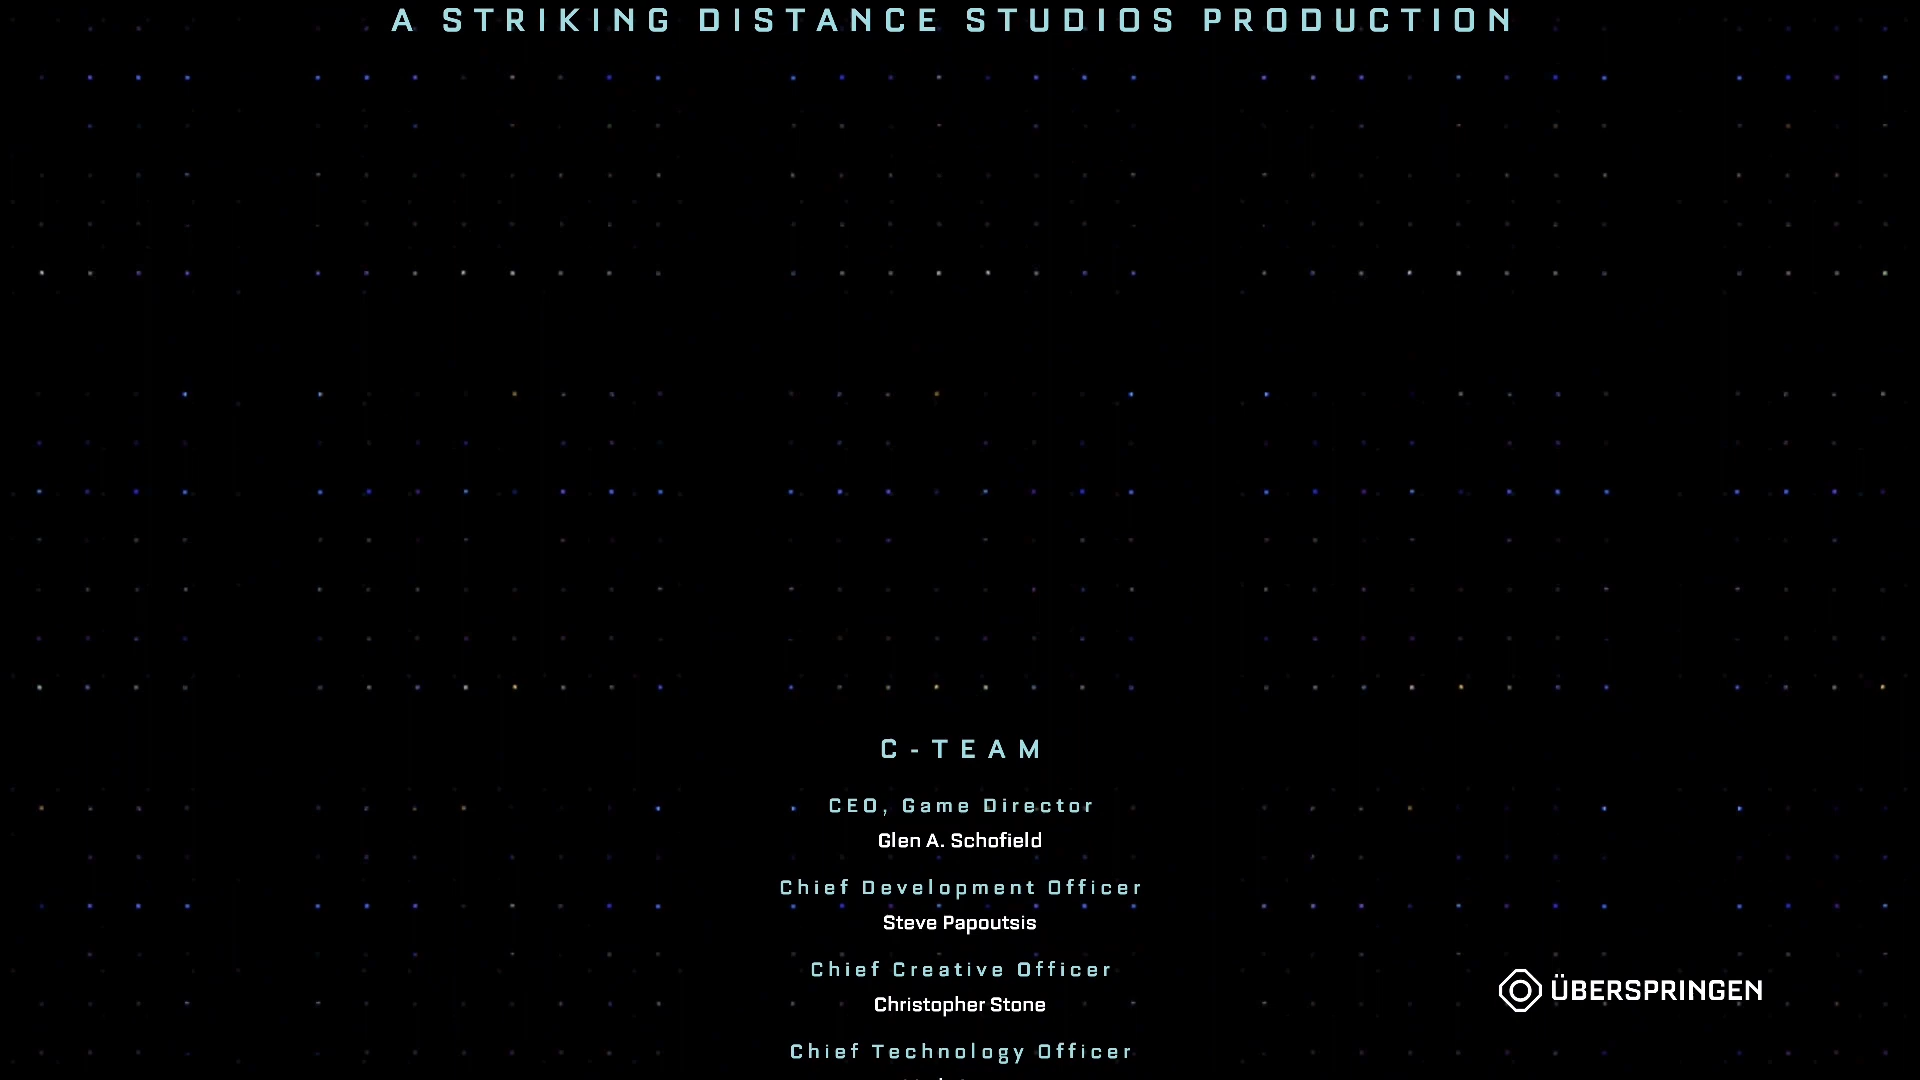 A STRIKING DISTANCE STUDIOS PRODUCTION
C-TEAM
CEO, Game Director
Glen A. Schofield
Chief Development Officer
Steve Papoutsis
Chief Creative Officer
Christopher Stone
ÜBERSPRINGEN
Chief Technology Officer